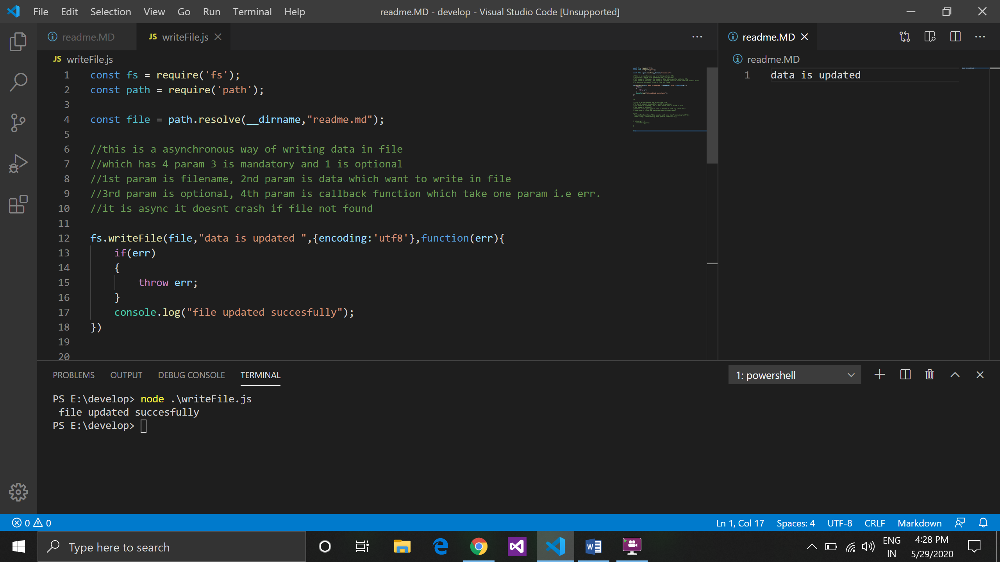 File Edit Selection View Go Run Terminal Help readme.MD - develop - Visual Studio Code [Unsupported]
readme.MD JS writeFile.js
JS writeFile.js
1 const fs = require('fs');
2 const path = require('path');
3
4 const file = path.resolve(__dirname,"readme.md");
5
6 //this is a asynchronous way of writing data in file
7 //which has 4 param 3 is mandatory and 1 is optional
8 //1st param is filename, 2nd param is data which want to write in file
9 //3rd param is optional, 4th param is callback function which take one param i.e err.
10 //it is async it doesnt crash if file not found
11
12 fs.writeFile(file,"data is updated ",{encoding:'utf8'},function(err){
13 if(err)
14 {
15 throw err;
16 }
17 console.log("file updated succesfully");
18 })
19
20
readme.MD
readme.MD
1 data is updated
PROBLEMS OUTPUT DEBUG CONSOLE TERMINAL 1: powershell
PS E:\develop> node .\writeFile.js
file updated succesfully
PS E:\develop>
0 0 Ln 1, Col 17 Spaces: 4 UTF-8 CRLF Markdown
Type here to search
ENG
IN
4:28 PM
5/29/2020